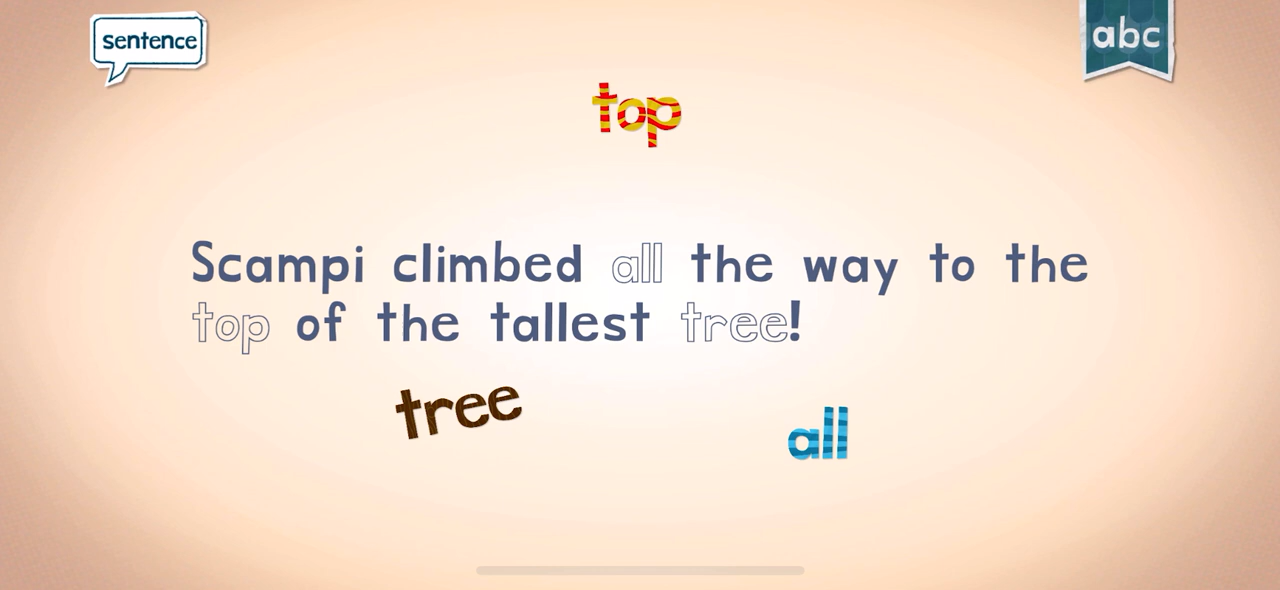 sentence
abc
top
Scampi climbed all the way to the
top of the tallest tree!
tree
all